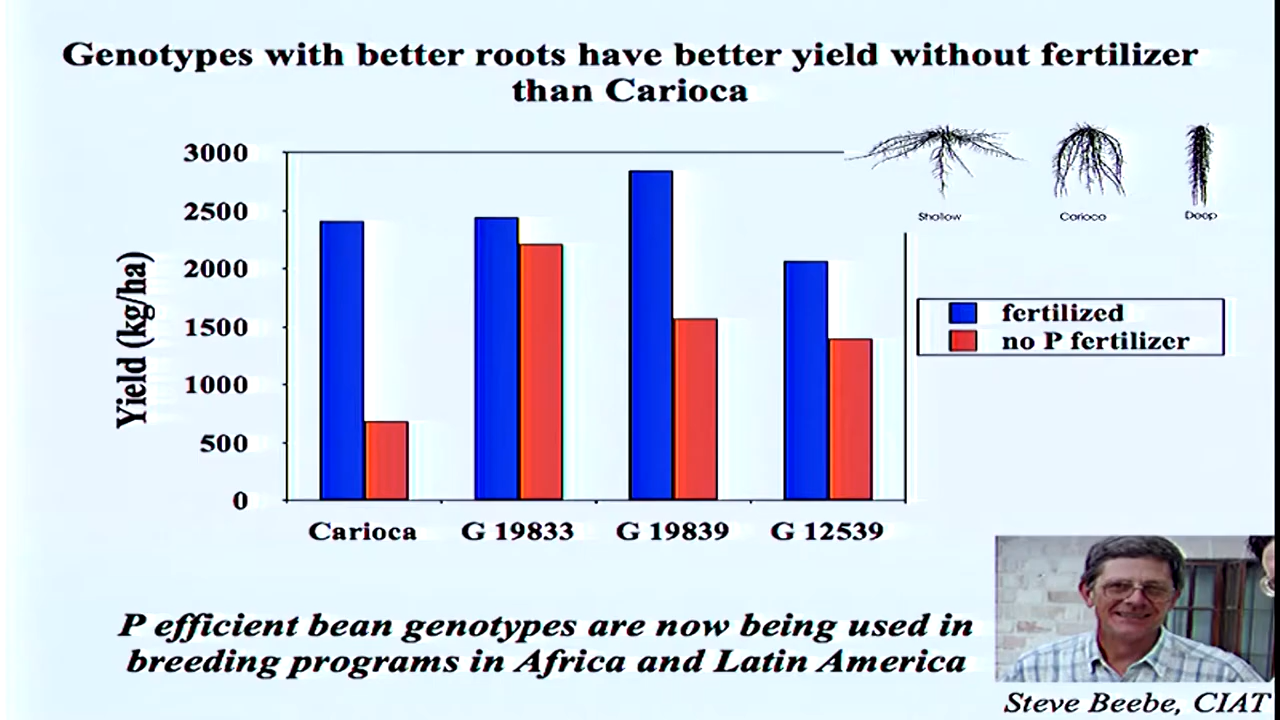 Genotypes with better roots have better yield without fertilizer
than Carioca
3000
2500
2000
1500
1000
500
0
Yield (kg/ha)
Carioca
G 19833
G 19839
G 12539
Shallow
Carioca
Deep
fertilized
no P fertilizer
P efficient bean genotypes are now being used in
breeding programs in Africa and Latin America
Steve Beebe, CIAT